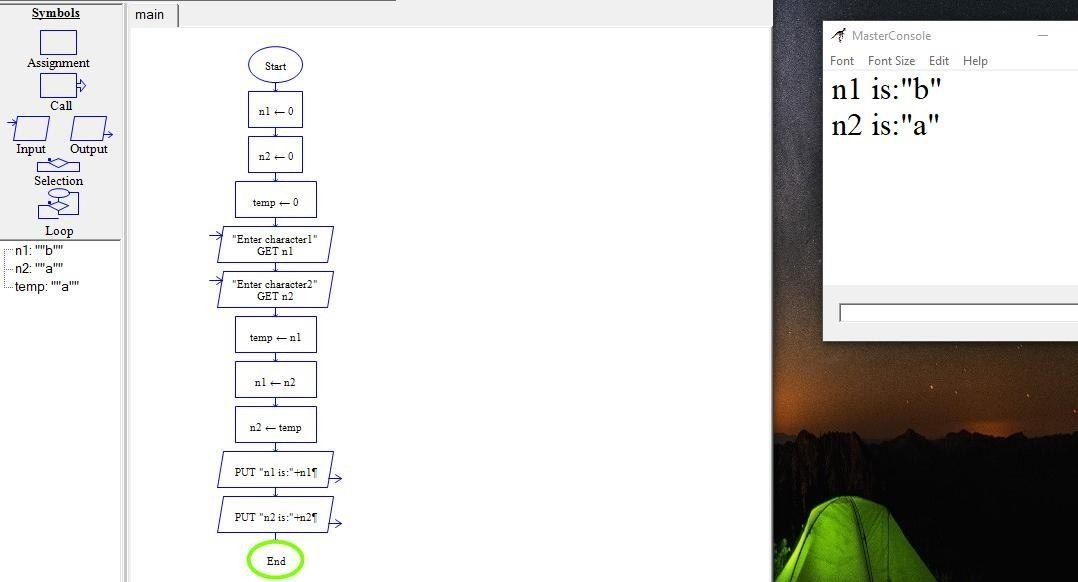 Symbols
Assignment
Call
Input
Output
Selection
Loop
n1: ""b""
n2: ""a""
temp: ""a""
main
Start
n1 ← 0
n2 ← 0
temp ← 0
"Enter character1"
GET n1
"Enter character2"
GET n2
temp ← n1
n1 ← n2
n2 ← temp
PUT "n1 is:"+n1¶
PUT "n2 is:"+n2¶
End
MasterConsole
Font Font Size Edit Help
n1 is:"b"
n2 is:"a"